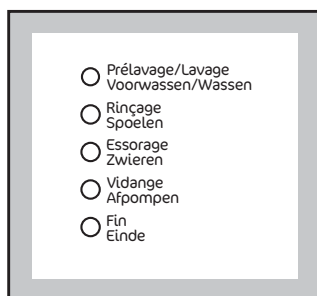 Prélavage/Lavage
Voorwassen/Wassen
Rinçage
Spoelen
Essorage
Zwieren
Vidange
Afpompen
Fin
Einde